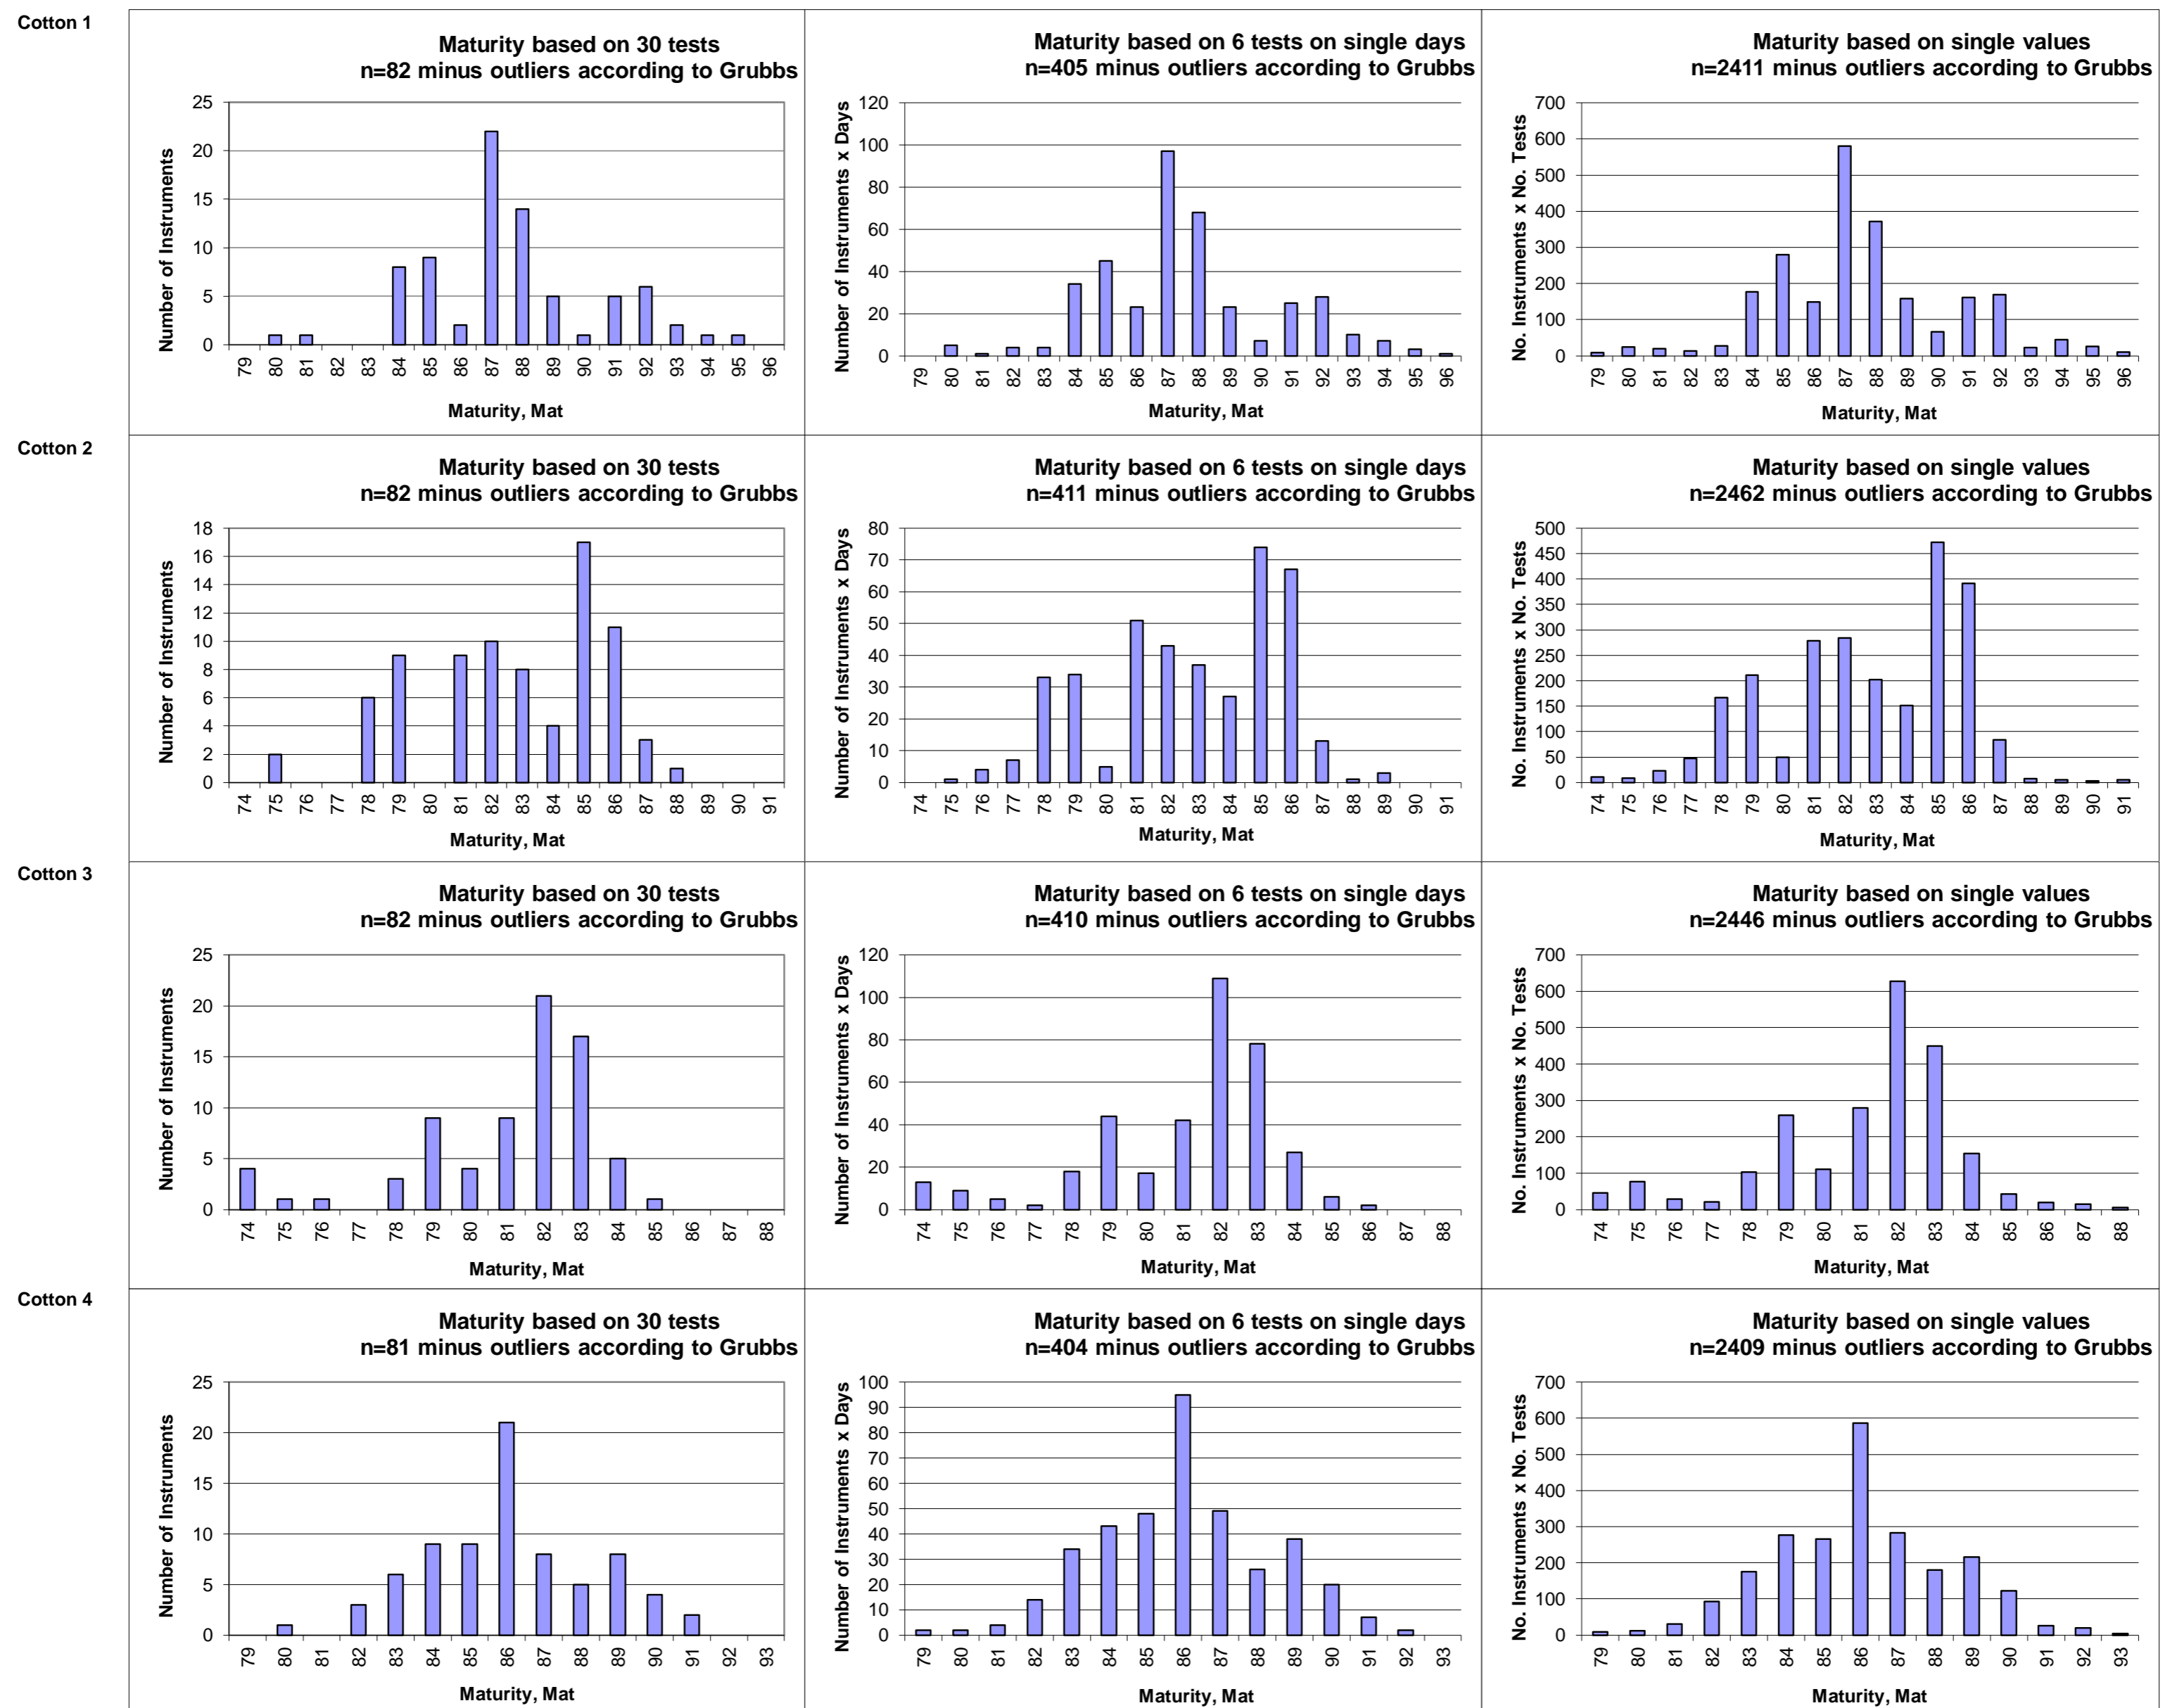 Cotton 1
Maturity based on 30 tests
n=82 minus outliers according to Grubbs
Number of Instruments
25
20
15
10
5
0
79 80 81 82 83 84 85 86 87 88 89 90 91 92 93 94 95 96
Maturity, Mat
Maturity based on 6 tests on single days
n=405 minus outliers according to Grubbs
Number of Instruments x Days
120
100
80
60
40
20
0
79 80 81 82 83 84 85 86 87 88 89 90 91 92 93 94 95 96
Maturity, Mat
Maturity based on single values
n=2411 minus outliers according to Grubbs
No. Instruments x No. Tests
700
600
500
400
300
200
100
0
79 80 81 82 83 84 85 86 87 88 89 90 91 92 93 94 95 96
Maturity, Mat
Cotton 2
Maturity based on 30 tests
n=82 minus outliers according to Grubbs
Number of Instruments
18
16
14
12
10
8
6
4
2
0
74 75 76 77 78 79 80 81 82 83 84 85 86 87 88 89 90 91
Maturity, Mat
Maturity based on 6 tests on single days
n=411 minus outliers according to Grubbs
Number of Instruments x Days
80
70
60
50
40
30
20
10
0
74 75 76 77 78 79 80 81 82 83 84 85 86 87 88 89 90 91
Maturity, Mat
Maturity based on single values
n=2462 minus outliers according to Grubbs
No. Instruments x No. Tests
500
450
400
350
300
250
200
150
100
50
0
74 75 76 77 78 79 80 81 82 83 84 85 86 87 88 89 90 91
Maturity, Mat
Cotton 3
Maturity based on 30 tests
n=82 minus outliers according to Grubbs
Number of Instruments
25
20
15
10
5
0
74 75 76 77 78 79 80 81 82 83 84 85 86 87 88
Maturity, Mat
Maturity based on 6 tests on single days
n=410 minus outliers according to Grubbs
Number of Instruments x Days
120
100
80
60
40
20
0
74 75 76 77 78 79 80 81 82 83 84 85 86 87 88
Maturity, Mat
Maturity based on single values
n=2446 minus outliers according to Grubbs
No. Instruments x No. Tests
700
600
500
400
300
200
100
0
74 75 76 77 78 79 80 81 82 83 84 85 86 87 88
Maturity, Mat
Cotton 4
Maturity based on 30 tests
n=81 minus outliers according to Grubbs
Number of Instruments
25
20
15
10
5
0
79 80 81 82 83 84 85 86 87 88 89 90 91 92 93
Maturity, Mat
Maturity based on 6 tests on single days
n=404 minus outliers according to Grubbs
Number of Instruments x Days
100
90
80
70
60
50
40
30
20
10
0
79 80 81 82 83 84 85 86 87 88 89 90 91 92 93
Maturity, Mat
Maturity based on single values
n=2409 minus outliers according to Grubbs
No. Instruments x No. Tests
700
600
500
400
300
200
100
0
79 80 81 82 83 84 85 86 87 88 89 90 91 92 93
Maturity, Mat